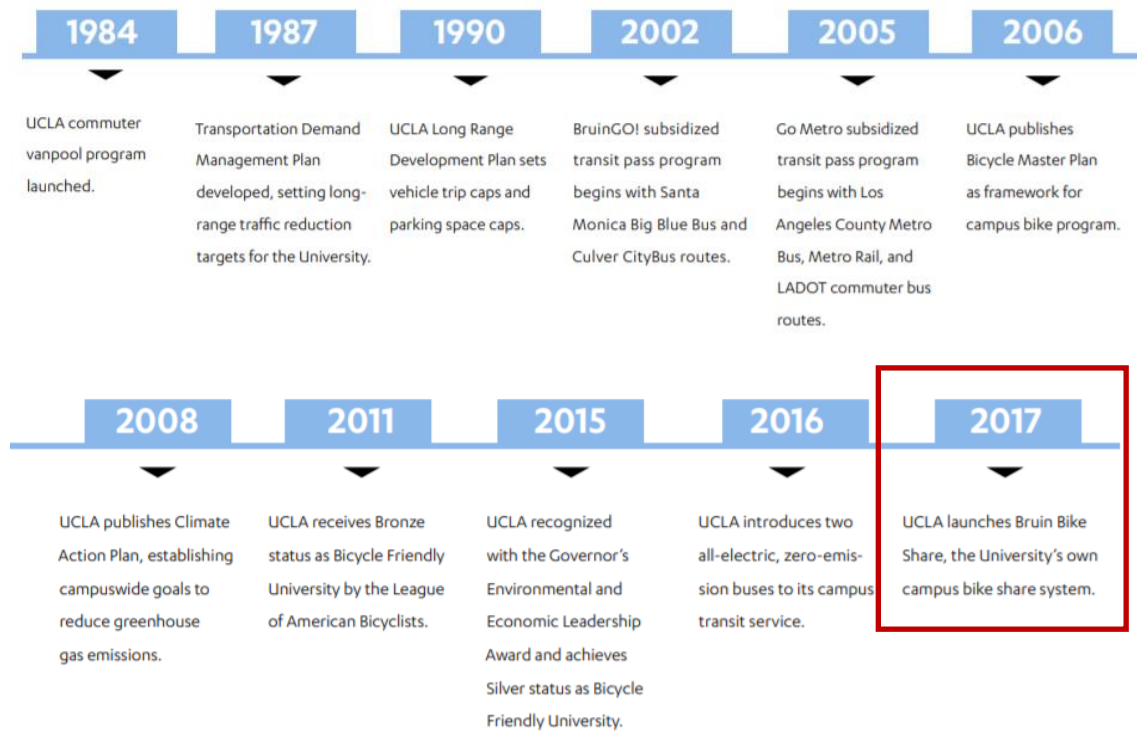 1984
UCLA commuter
vanpool program
launched.
1987
Transportation Demand
Management Plan
developed, setting long-
range traffic reduction
targets for the University.
1990
UCLA Long Range
Development Plan sets
vehicle trip caps and
parking space caps.
2002
BruinGO! subsidized
transit pass program
begins with Santa
Monica Big Blue Bus and
Culver CityBus routes.
2005
Go Metro subsidized
transit pass program
begins with Los
Angeles County Metro
Bus, Metro Rail, and
LADOT commuter bus
routes.
2006
UCLA publishes
Bicycle Master Plan
as framework for
campus bike program.
2008
UCLA publishes Climate
Action Plan, establishing
campuswide goals to
reduce greenhouse
gas emissions.
2011
UCLA receives Bronze
status as Bicycle Friendly
University by the League
of American Bicyclists.
2015
UCLA recognized
with the Governor's
Environmental and
Economic Leadership
Award and achieves
Silver status as Bicycle
Friendly University.
2016
UCLA introduces two
all-electric, zero-emis-
sion buses to its campus
transit service.
2017
UCLA launches Bruin Bike
Share, the University's own
campus bike share system.